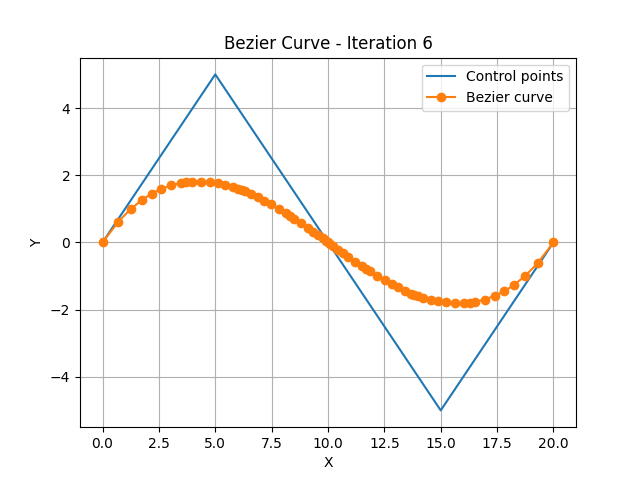 Bezier Curve - Iteration 6
Control points
Bezier curve
Y
4
2
0
−2
−4
0.0 2.5 5.0 7.5 10.0 12.5 15.0 17.5 20.0
X